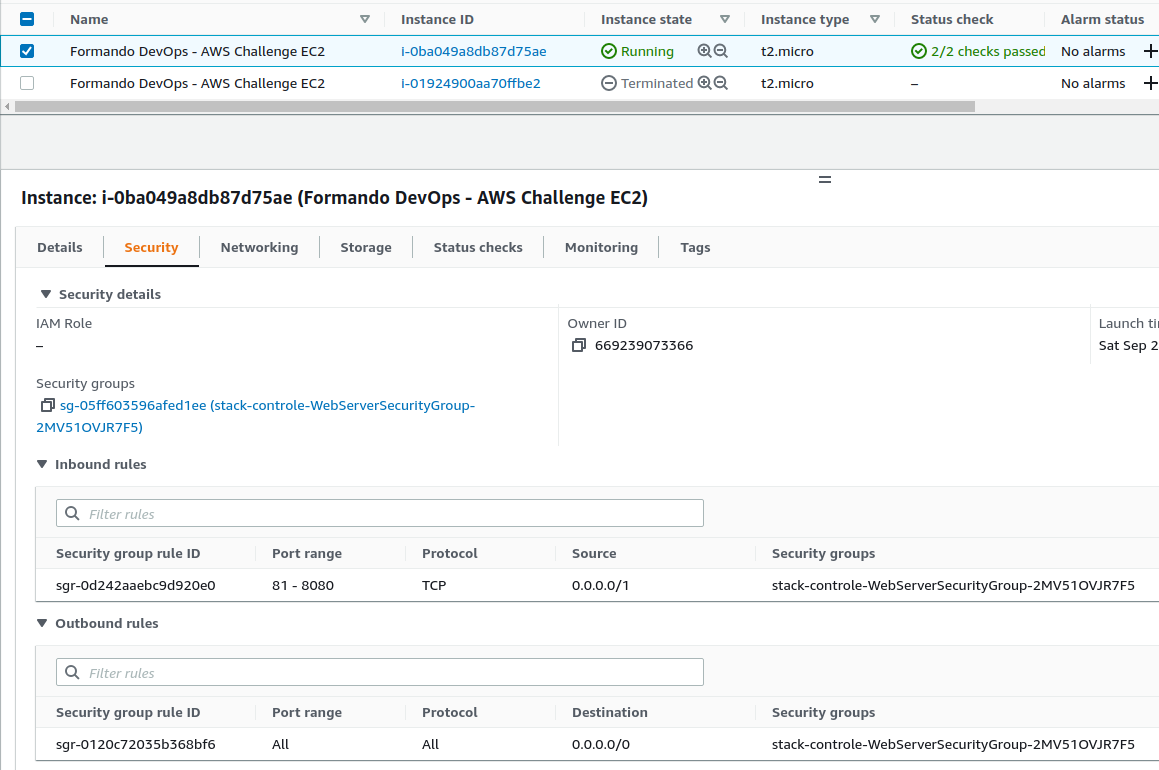 Name Instance ID Instance state Instance type Status check Alarm status
Formando DevOps - AWS Challenge EC2 i-0ba049a8db87d75ae Running t2.micro 2/2 checks passed No alarms
Formando DevOps - AWS Challenge EC2 i-01924900aa70ffbe2 Terminated t2.micro – No alarms
Instance: i-0ba049a8db87d75ae (Formando DevOps - AWS Challenge EC2)
Details Security Networking Storage Status checks Monitoring Tags
Security details
IAM Role Owner ID Launch ti
– 669239073366 Sat Sep 2
Security groups
sg-05ff603596afed1ee (stack-controle-WebServerSecurityGroup-
2MV51OVJR7F5)
Inbound rules
Filter rules
Security group rule ID Port range Protocol Source Security groups
sgr-0d242aaebc9d920e0 81 - 8080 TCP 0.0.0.0/1 stack-controle-WebServerSecurityGroup-2MV51OVJR7F5
Outbound rules
Filter rules
Security group rule ID Port range Protocol Destination Security groups
sgr-0120c72035b368bf6 All All 0.0.0.0/0 stack-controle-WebServerSecurityGroup-2MV51OVJR7F5